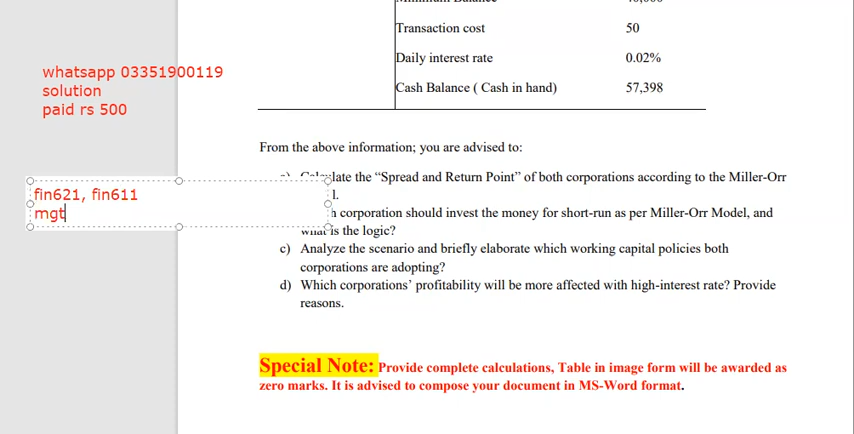 Transaction cost 50
Daily interest rate 0.02%
Cash Balance ( Cash in hand) 57,398
whatsapp 03351900119
solution
paid rs 500
From the above information; you are advised to:
late the “Spread and Return Point” of both corporations according to the Miller-Orr
fin621, fin611
mgt
corporation should invest the money for short-run as per Miller-Orr Model, and
is the logic?
c) Analyze the scenario and briefly elaborate which working capital policies both
corporations are adopting?
d) Which corporations’ profitability will be more affected with high-interest rate? Provide
reasons.
Special Note: Provide complete calculations, Table in image form will be awarded as
zero marks. It is advised to compose your document in MS-Word format.